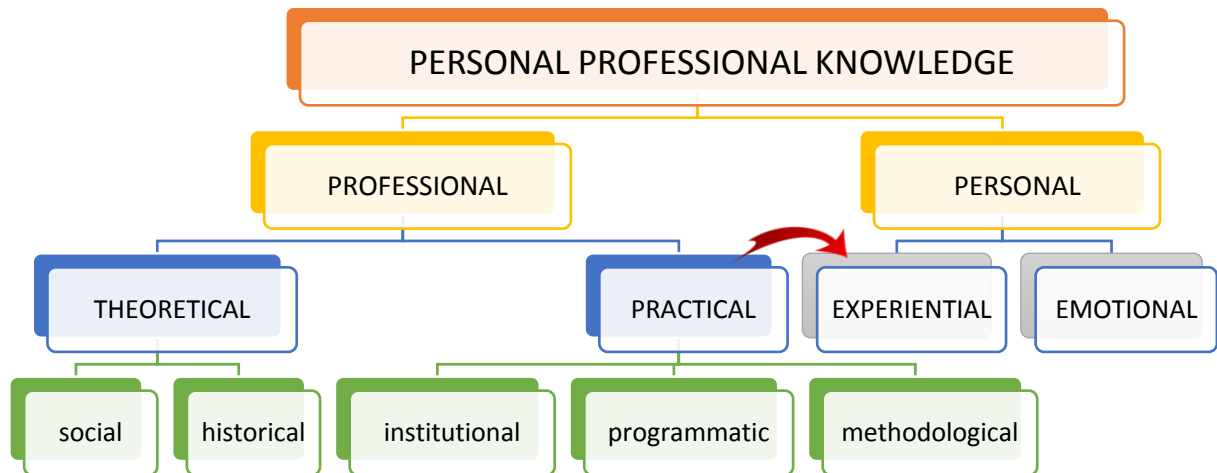 PERSONAL PROFESSIONAL KNOWLEDGE
PROFESSIONAL
PERSONAL
THEORETICAL
PRACTICAL
EXPERIENTIAL
EMOTIONAL
social
historical
institutional
programmatic
methodological